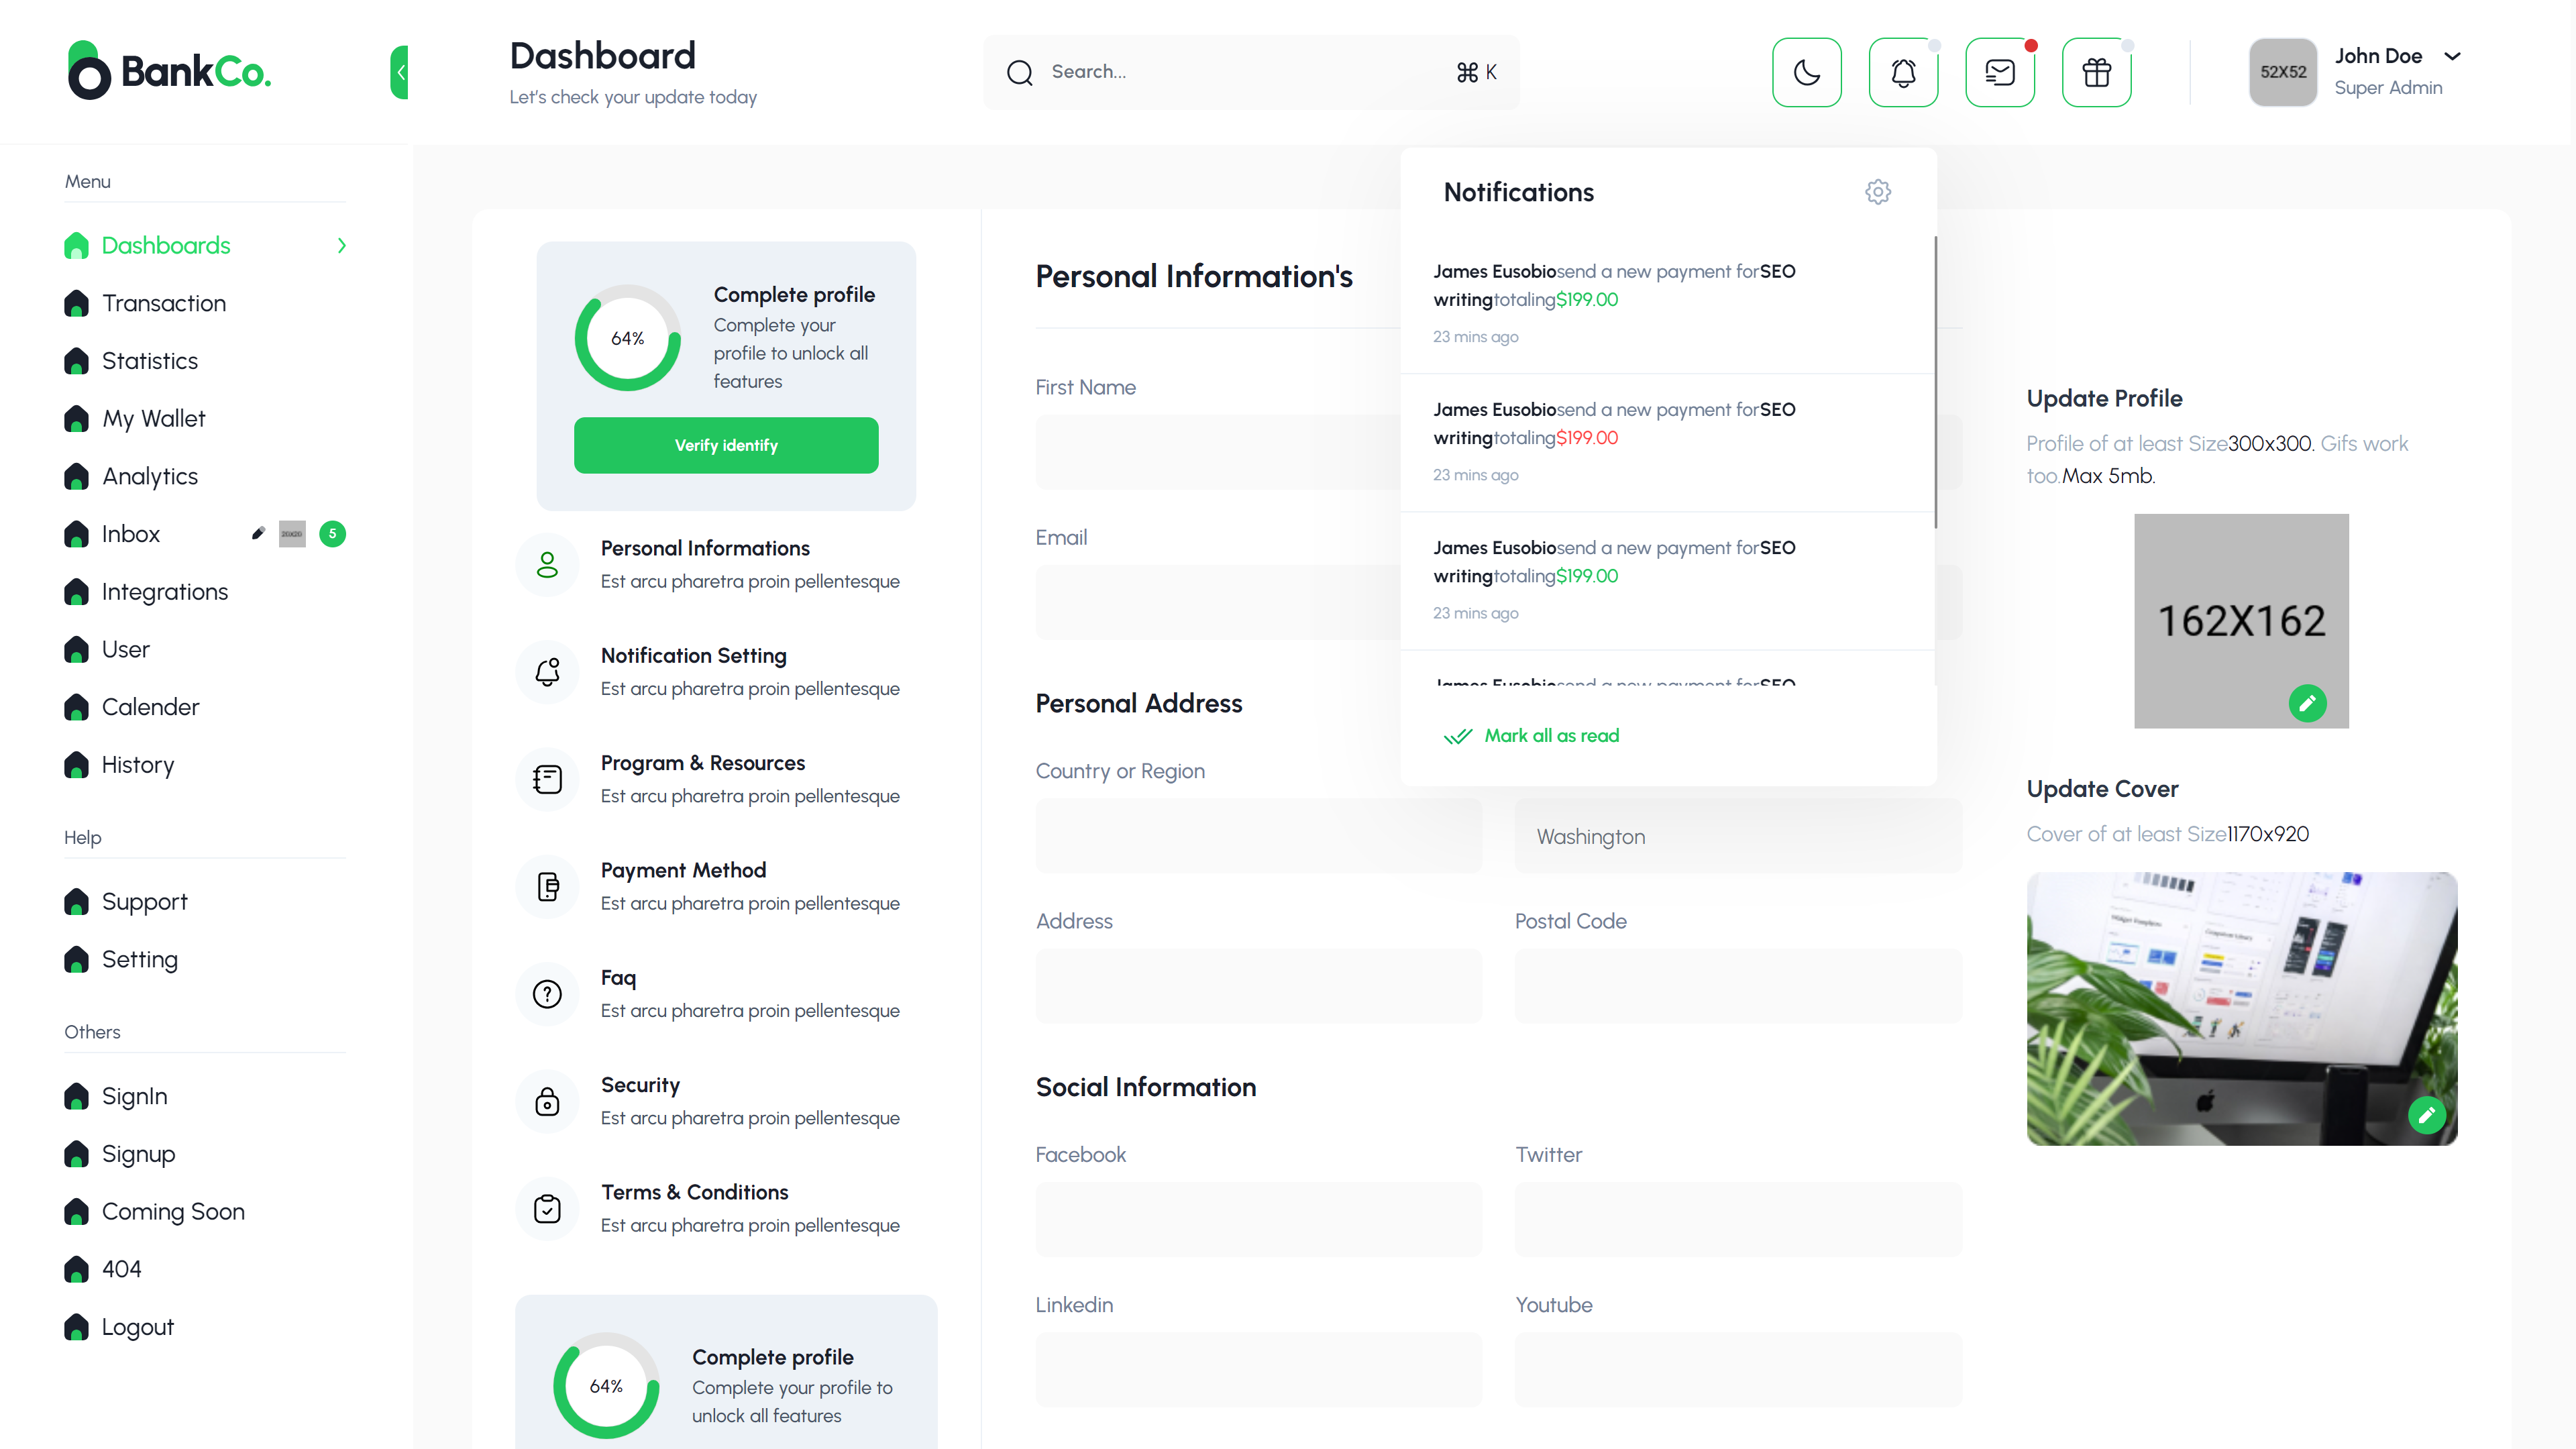 BankCo.
Dashboard
Let's check your update today
Search...
⌘ K
52X52
John Doe
Super Admin
Menu
Dashboards
Transaction
Statistics
My Wallet
Analytics
Inbox
20X20
5
Integrations
User
Calender
History
Help
Support
Setting
Others
SignIn
Signup
Coming Soon
404
Logout
64%
Complete profile
Complete your
profile to unlock all
features
Verify identify
Personal Informations
Est arcu pharetra proin pellentesque
Notification Setting
Est arcu pharetra proin pellentesque
Program & Resources
Est arcu pharetra proin pellentesque
Payment Method
Est arcu pharetra proin pellentesque
Faq
Est arcu pharetra proin pellentesque
Security
Est arcu pharetra proin pellentesque
Terms & Conditions
Est arcu pharetra proin pellentesque
64%
Complete profile
Complete your profile to
unlock all features
Personal Information's
First Name
Email
Personal Address
Country or Region
Washington
Address
Postal Code
Social Information
Facebook
Twitter
Linkedin
Youtube
Notifications
James Eusobiosend a new payment forSEO
writingtotaling$199.00
23 mins ago
James Eusobiosend a new payment forSEO
writingtotaling$199.00
23 mins ago
James Eusobiosend a new payment forSEO
writingtotaling$199.00
23 mins ago
James Eusobiosend a new payment forSEO
Mark all as read
Update Profile
Profile of at least Size300x300. Gifs work
too.Max 5mb.
162X162
Update Cover
Cover of at least Size1170x920